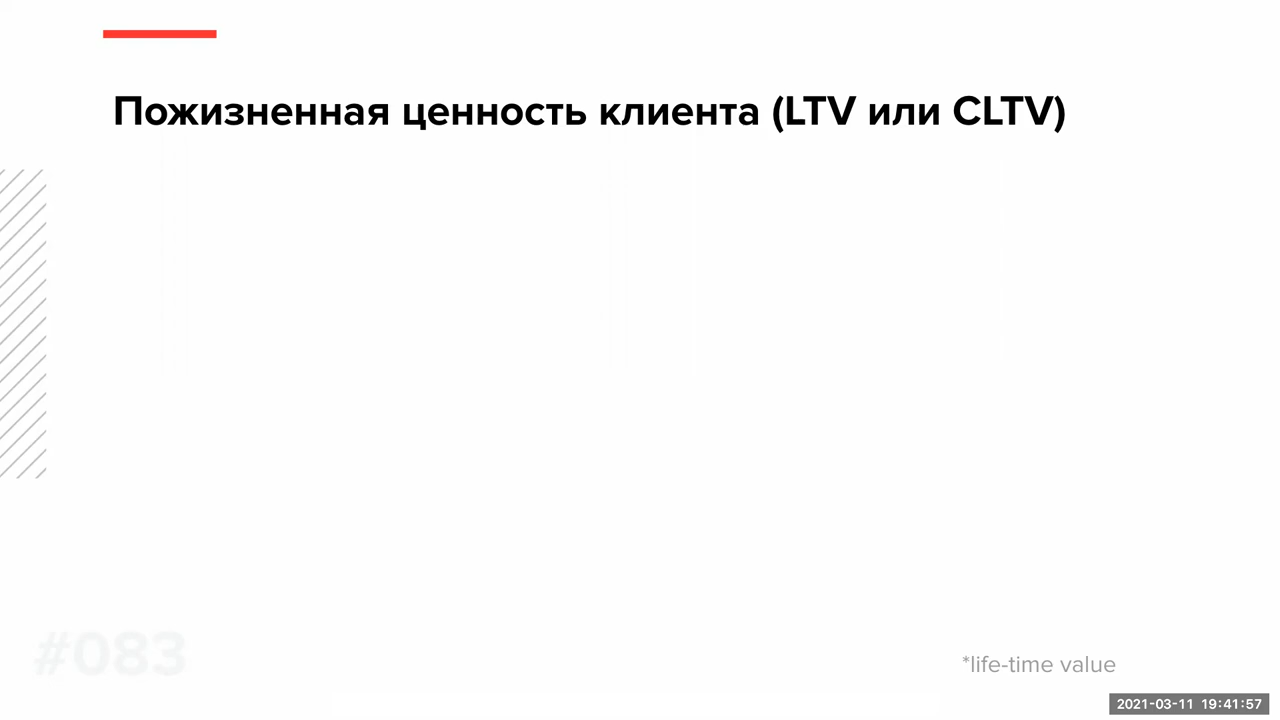 Пожизненная ценность клиента (LTV или CLTV)
#083
*life-time value
2021-03-11 19:41:57